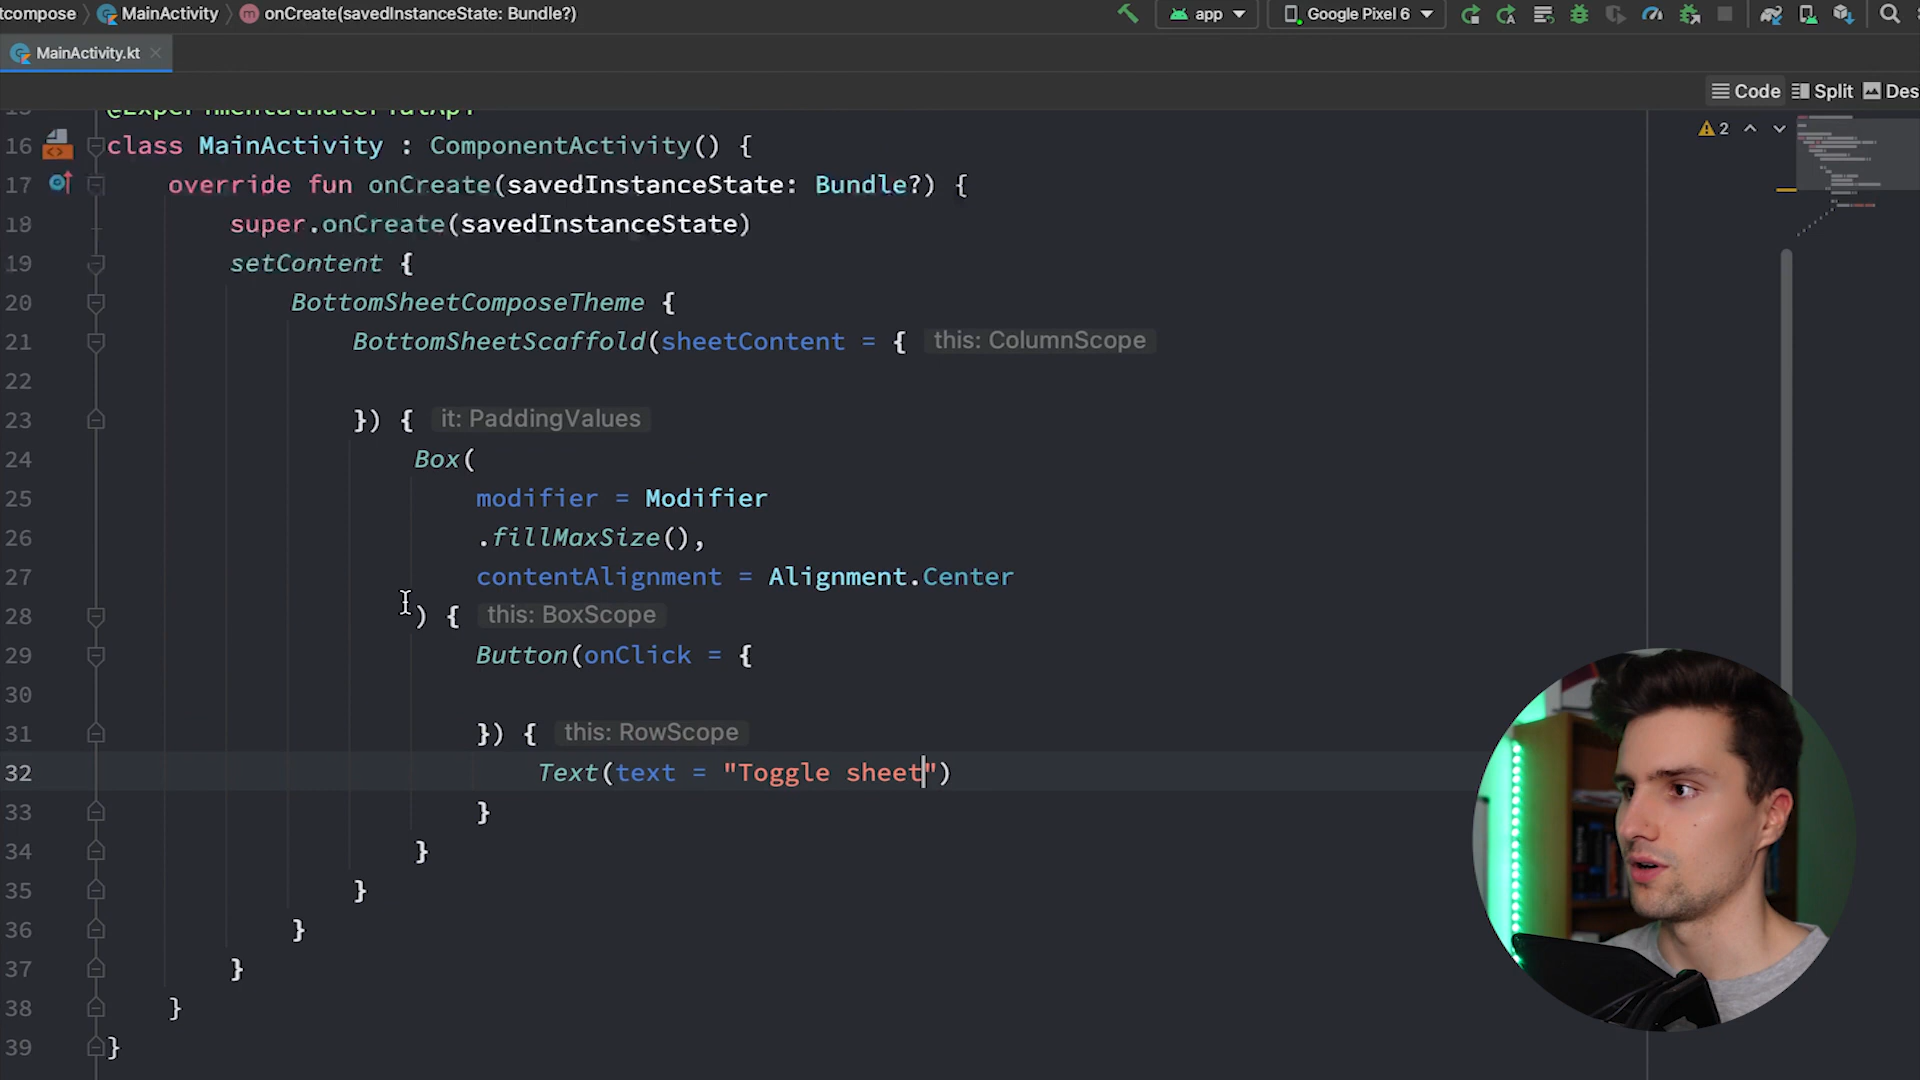 tcompose MainActivity onCreate(savedInstanceState: Bundle?) app Google Pixel 6
MainActivity.kt
Code Split Des
2
@ExperimentalMaterialApi
16 class MainActivity : ComponentActivity() {
17 override fun onCreate(savedInstanceState: Bundle?) {
18 super.onCreate(savedInstanceState)
19 setContent {
20 BottomSheetComposeTheme {
21 BottomSheetScaffold(sheetContent = { this: ColumnScope
22
23 }) { it: PaddingValues
24 Box(
25 modifier = Modifier
26 .fillMaxSize(),
27 contentAlignment = Alignment.Center
28 ) { this: BoxScope
29 Button(onClick = {
30
31 }) { this: RowScope
32 Text(text = "Toggle sheet")
33 }
34 }
35 }
36 }
37 }
38 }
39 }